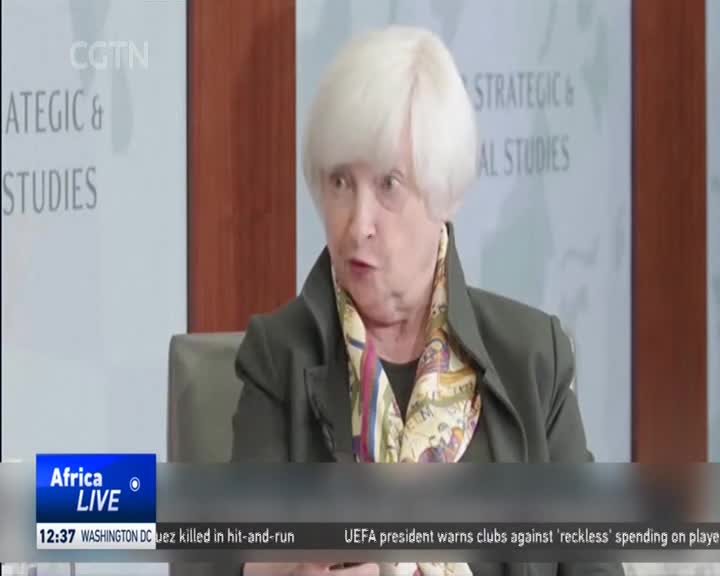 CGTN
ATEGIC &
STUDIES
STRATEGIC &
AL STUDIES
Africa
LIVE
12:37 WASHINGTON DC
uez killed in hit-and-run UEFA president warns clubs against 'reckless' spending on playe